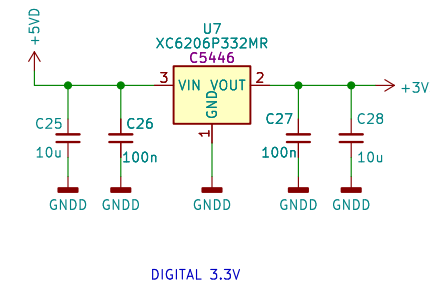 +5VD
U7
XC6206P332MR
C5446
3
VIN VOUT
2
GND
1
+3V
C25
10u
C26
100n
C27
100n
C28
10u
GNDD
GNDD
GNDD
GNDD
GNDD
DIGITAL 3.3V